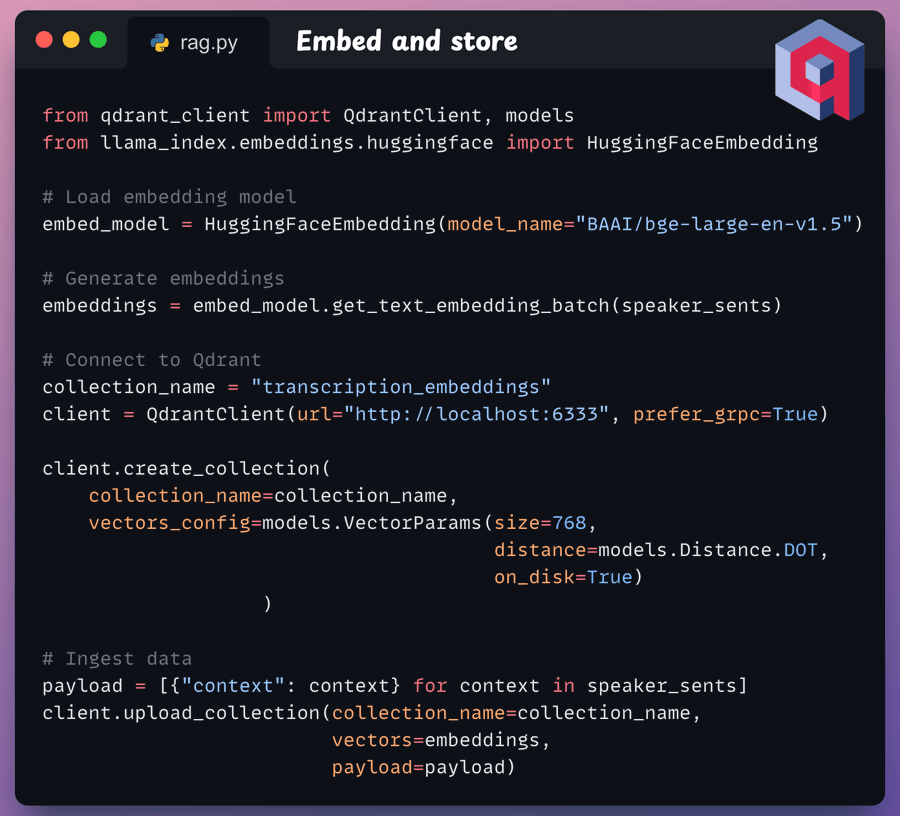 rag.py
Embed and store
from qdrant_client import QdrantClient, models
from llama_index.embeddings.huggingface import HuggingFaceEmbedding
# Load embedding model
embed_model = HuggingFaceEmbedding(model_name="BAAI/bge-large-en-v1.5")
# Generate embeddings
embeddings = embed_model.get_text_embedding_batch(speaker_sents)
# Connect to Qdrant
collection_name = "transcription_embeddings"
client = QdrantClient(url="http://localhost:6333", prefer_grpc=True)
client.create_collection(
    collection_name=collection_name,
    vectors_config=models.VectorParams(size=768,
                                       distance=models.Distance.DOT,
                                       on_disk=True)
                   )
# Ingest data
payload = [{"context": context} for context in speaker_sents]
client.upload_collection(collection_name=collection_name,
                         vectors=embeddings,
                         payload=payload)